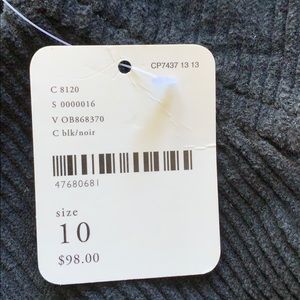 CP7437 13 13
C 8120
S 0000016
V OB868370
C blk/noir
47680681
size
10
$98.00